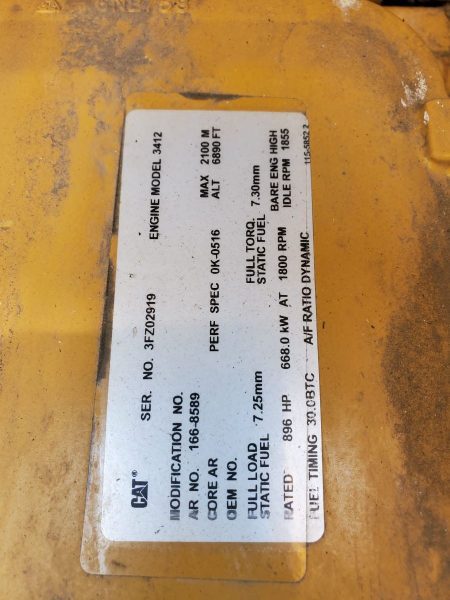 CAT®
SER. NO. 3FZ02919 ENGINE MODEL 3412
MODIFICATION NO.
AR NO. 166-8589 MAX 2100 M
CORE AR PERF SPEC 0K-0516 ALT 6890 FT
OEM NO.
FULL LOAD FULL TORQ.
STATIC FUEL 7.25mm STATIC FUEL 7.30mm
BARE ENG HIGH
RATED 896 HP 668.0 kW AT 1800 RPM IDLE RPM 1855
FUEL TIMING 30.0BTC A/F RATIO DYNAMIC 115-5852 2